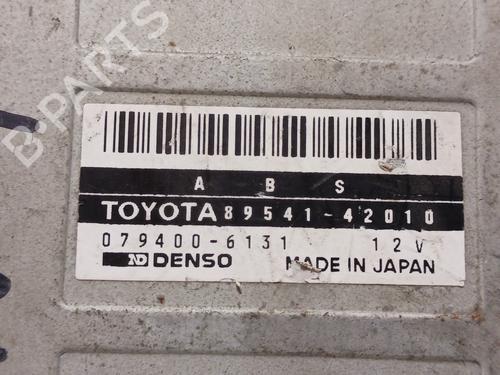 B-PARTS
A B S
TOYOTA 89541-42010
079400-6131 12V
ND DENSO MADE IN JAPAN